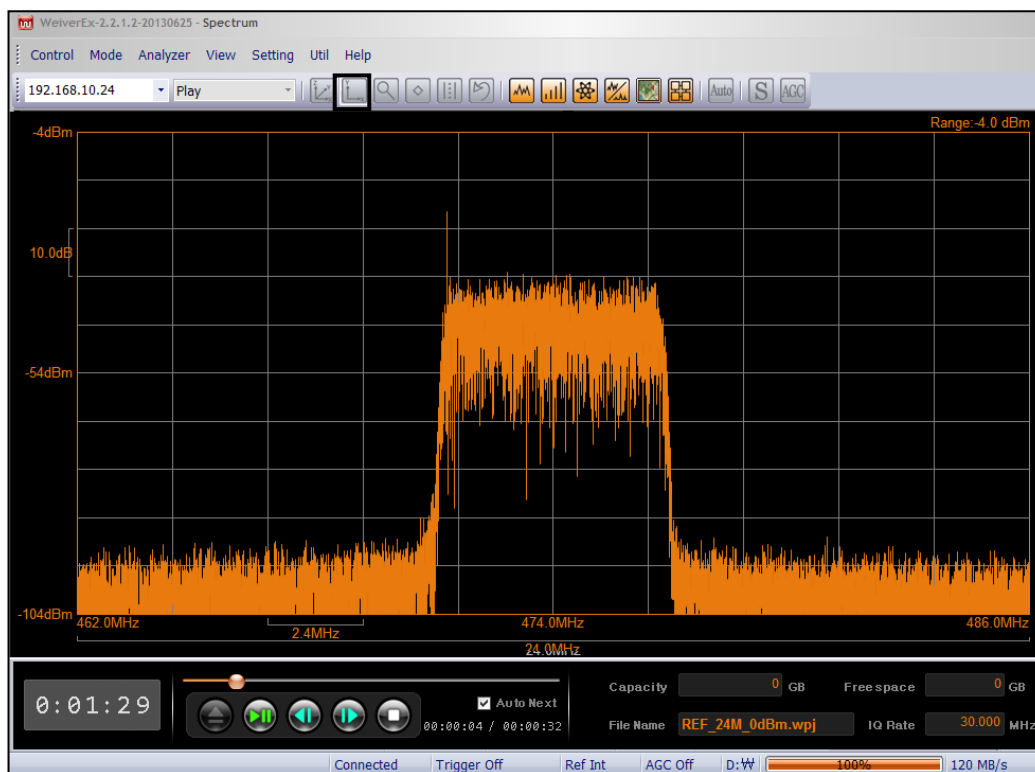 WeiverEx-2.2.1.2-20130625 - Spectrum
Control Mode Analyzer View Setting Util Help
192.168.10.24 Play Auto S AGC
Range:-4.0 dBm
-4dBm
10.0dB
-54dBm
-104dBm
462.0MHz 474.0MHz 486.0MHz
2.4MHz
24.0MHz
0:01:29
Auto Next
00:00:04 / 00:00:32
Capacity 0 GB Free space 0 GB
File Name REF_24M_0dBm.wpj IQ Rate 30.000 MHz
Connected Trigger Off Ref Int AGC Off D:₩ 100% 120 MB/s